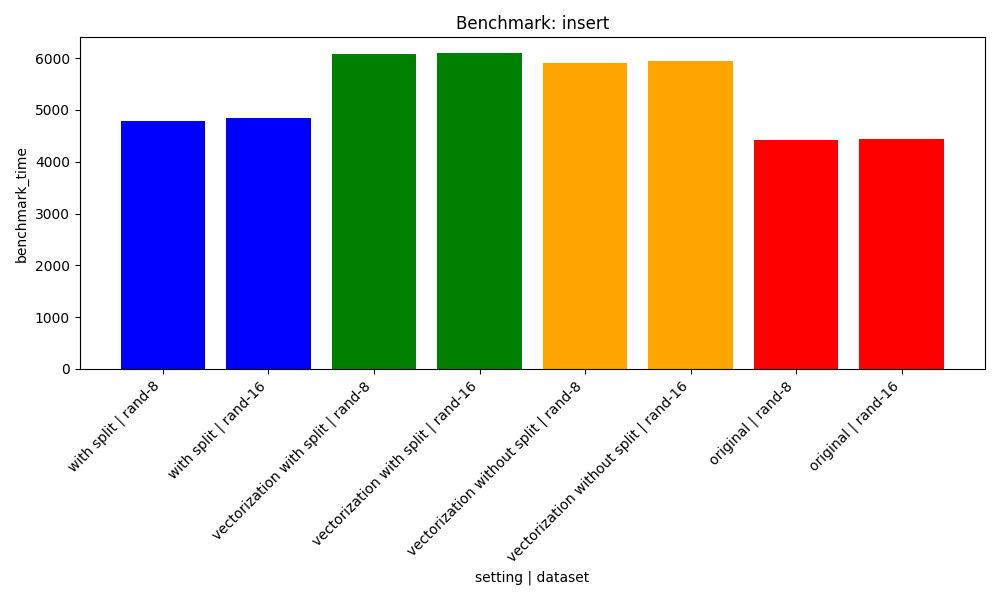 Benchmark: insert
benchmark_time
6000
5000
4000
3000
2000
1000
0
with split | rand-8
with split | rand-16
vectorization with split | rand-8
vectorization with split | rand-16
vectorization without split | rand-8
vectorization without split | rand-16
original | rand-8
original | rand-16
setting | dataset